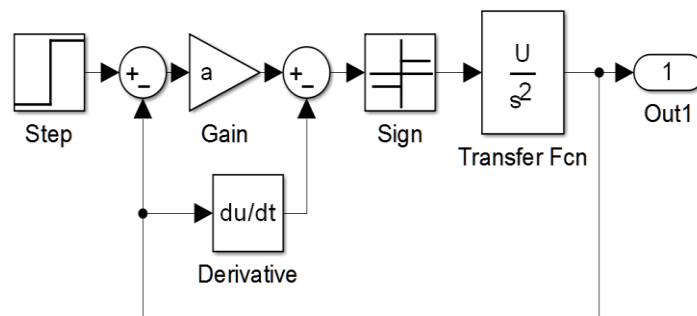 Step
+
−
a
Gain
+
−
Sign
U
s2
Transfer Fcn
1
Out1
du/dt
Derivative